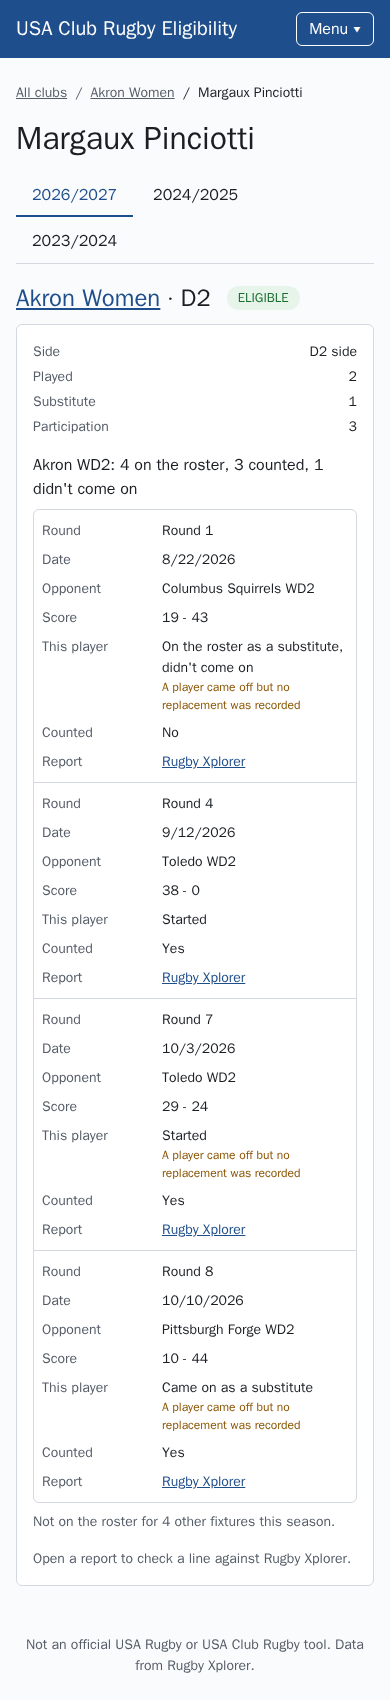 USA Club Rugby Eligibility
Menu ▾
All clubs / Akron Women / Margaux Pinciotti
Margaux Pinciotti
2026/2027
2024/2025
2023/2024
Akron Women · D2 ELIGIBLE
Side D2 side
Played 2
Substitute 1
Participation 3
Akron WD2: 4 on the roster, 3 counted, 1
didn't come on
Round Round 1
Date 8/22/2026
Opponent Columbus Squirrels WD2
Score 19 - 43
This player On the roster as a substitute,
didn't come on
A player came off but no
replacement was recorded
Counted No
Report Rugby Xplorer
Round Round 4
Date 9/12/2026
Opponent Toledo WD2
Score 38 - 0
This player Started
Counted Yes
Report Rugby Xplorer
Round Round 7
Date 10/3/2026
Opponent Toledo WD2
Score 29 - 24
This player Started
A player came off but no
replacement was recorded
Counted Yes
Report Rugby Xplorer
Round Round 8
Date 10/10/2026
Opponent Pittsburgh Forge WD2
Score 10 - 44
This player Came on as a substitute
A player came off but no
replacement was recorded
Counted Yes
Report Rugby Xplorer
Not on the roster for 4 other fixtures this season.
Open a report to check a line against Rugby Xplorer.
Not an official USA Rugby or USA Club Rugby tool. Data
from Rugby Xplorer.